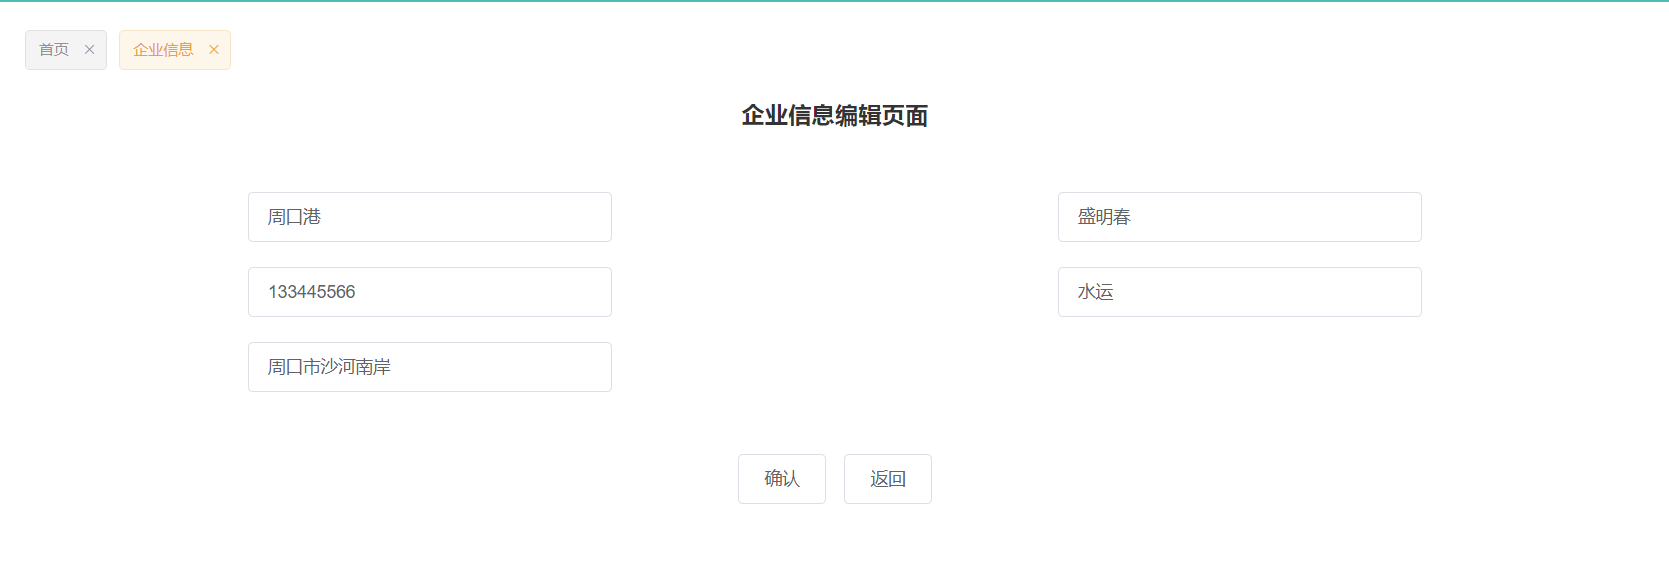 首页
企业信息
企业信息编辑页面
周口港
盛明春
133445566
水运
周口市沙河南岸
确认
返回